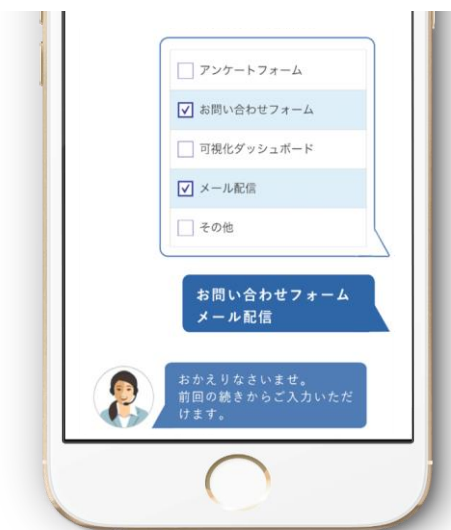 アンケートフォーム
お問い合わせフォーム
可視化ダッシュボード
メール配信
その他
お問い合わせフォーム
メール配信
おかえりなさいませ。
前回の続きからご入力いただ
けます。